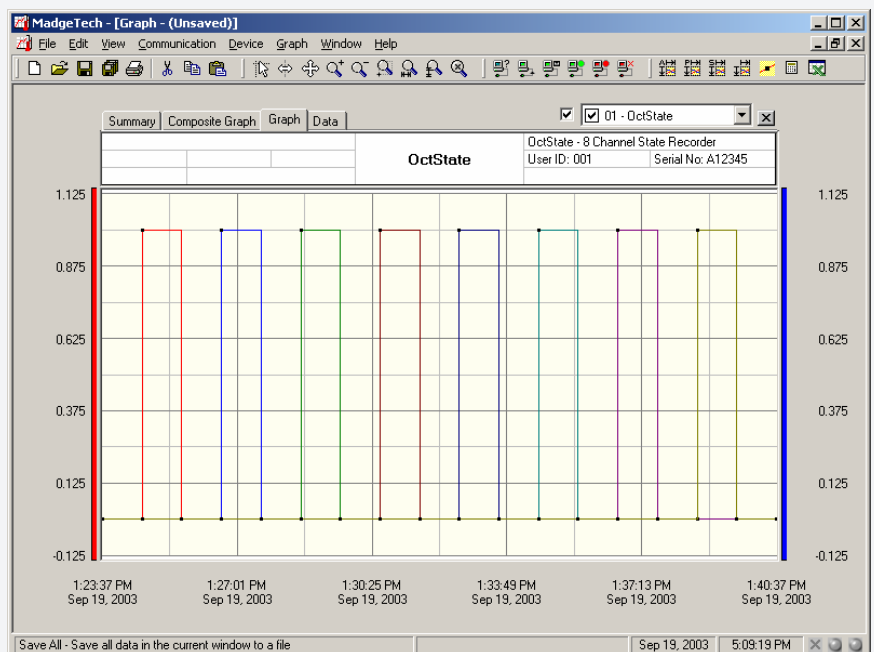 MadgeTech - [Graph - (Unsaved)]
File Edit View Communication Device Graph Window Help
Summary Composite Graph Graph Data
01 - OctState
OctState
OctState - 8 Channel State Recorder
User ID: 001 Serial No: A12345
1.125 1.125
0.875 0.875
0.625 0.625
0.375 0.375
0.125 0.125
-0.125 -0.125
1:23:37 PM 1:27:01 PM 1:30:25 PM 1:33:49 PM 1:37:13 PM 1:40:37 PM
Sep 19, 2003 Sep 19, 2003 Sep 19, 2003 Sep 19, 2003 Sep 19, 2003 Sep 19, 2003
Save All - Save all data in the current window to a file Sep 19, 2003 5:09:19 PM